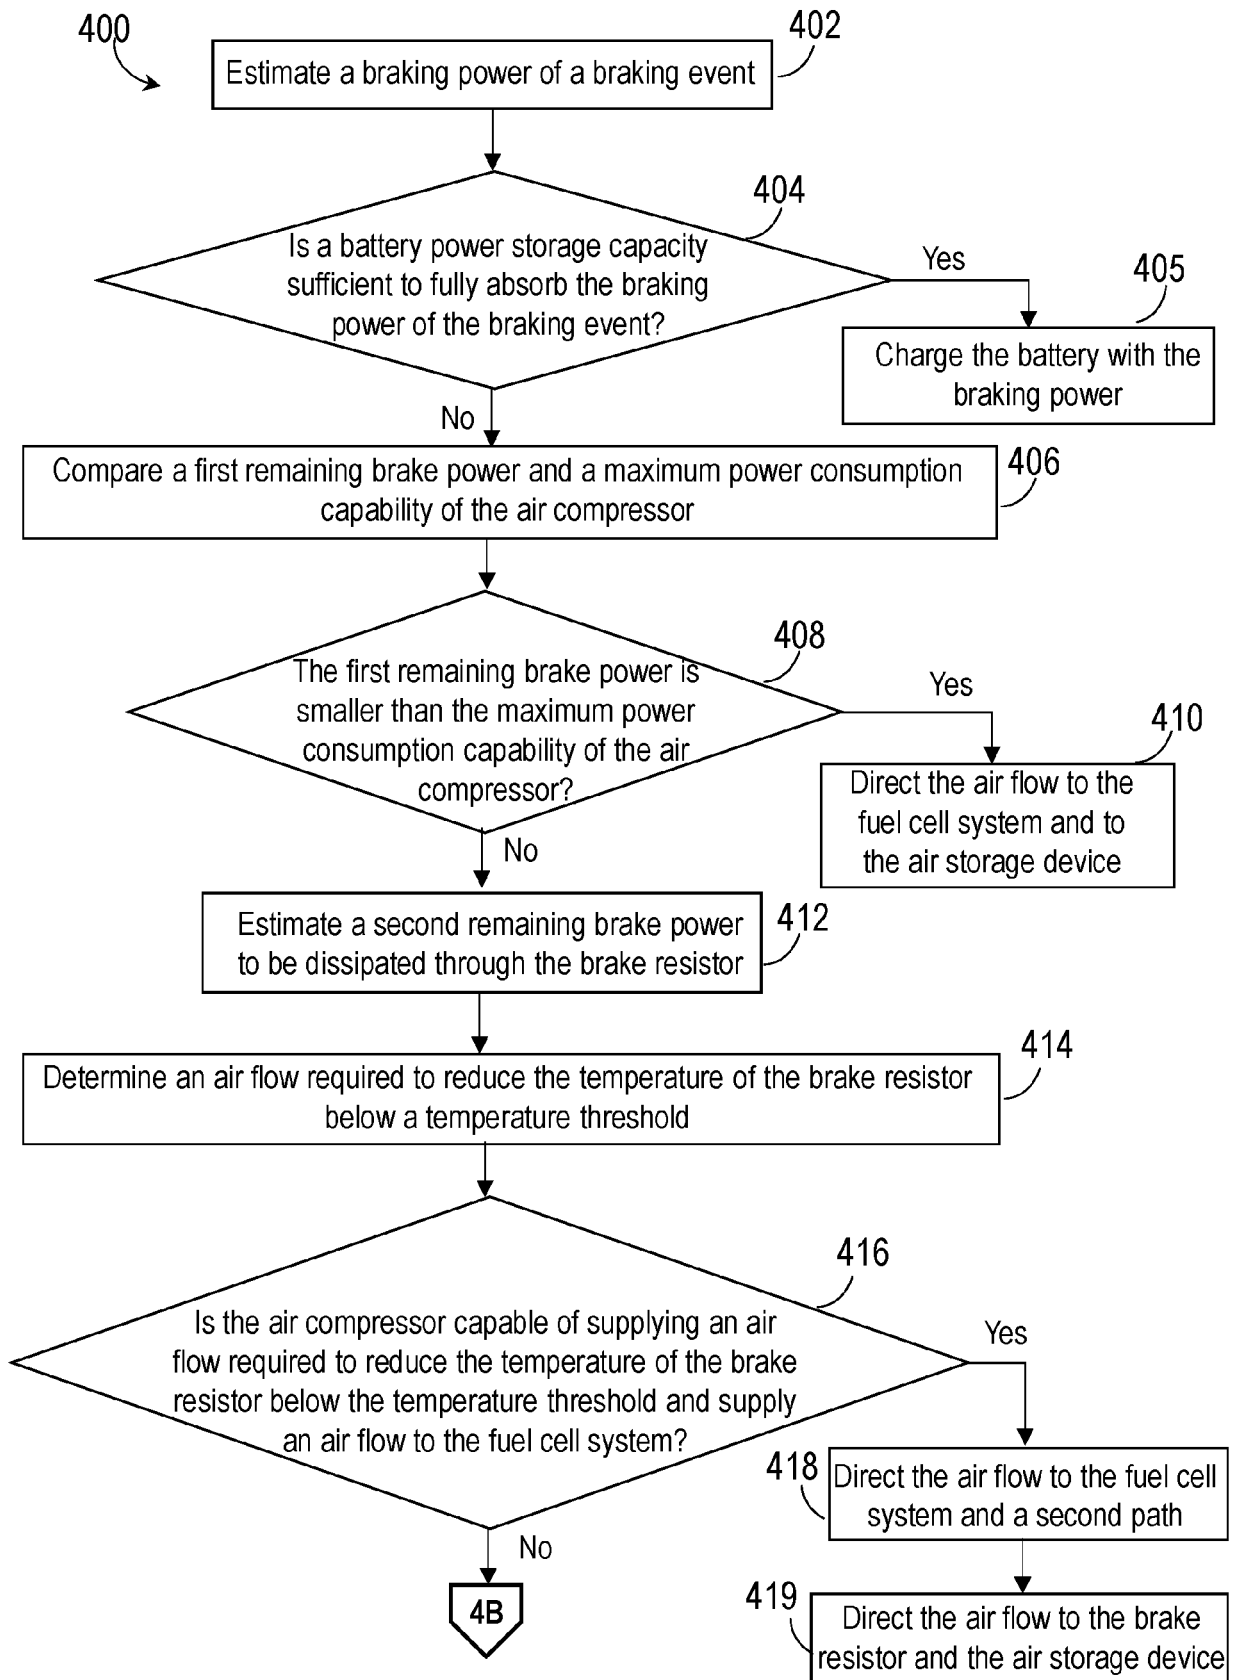 400
402
Estimate a braking power of a braking event
404
Is a battery power storage capacity
sufficient to fully absorb the braking
power of the braking event?
Yes
405
Charge the battery with the
braking power
No
406
Compare a first remaining brake power and a maximum power consumption
capability of the air compressor
408
The first remaining brake power is
smaller than the maximum power
consumption capability of the air
compressor?
Yes
410
Direct the air flow to the
fuel cell system and to
the air storage device
No
412
Estimate a second remaining brake power
to be dissipated through the brake resistor
414
Determine an air flow required to reduce the temperature of the brake resistor
below a temperature threshold
416
Is the air compressor capable of supplying an air
flow required to reduce the temperature of the brake
resistor below the temperature threshold and supply
an air flow to the fuel cell system?
Yes
418
Direct the air flow to the fuel cell
system and a second path
No
4B
419
Direct the air flow to the brake
resistor and the air storage device